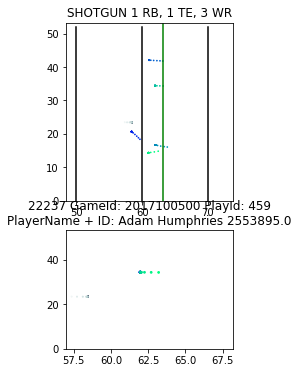 SHOTGUN 1 RB, 1 TE, 3 WR
50
40
30
20
10
0
50 60 70
22237 GameId: 2017100500 PlayId: 459
PlayerName + ID: Adam Humphries 2553895.0
40
20
0
57.5 60.0 62.5 65.0 67.5